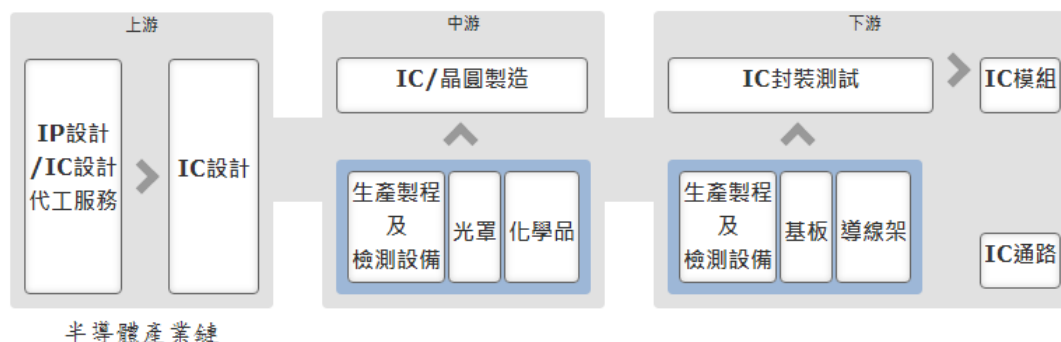 上游
IP設計
/IC設計
代工服務
IC設計
中游
IC/晶圓製造
生產製程
及
檢測設備
光罩
化學品
下游
IC封裝測試
IC模組
生產製程
及
檢測設備
基板
導線架
IC通路
半導體產業鏈